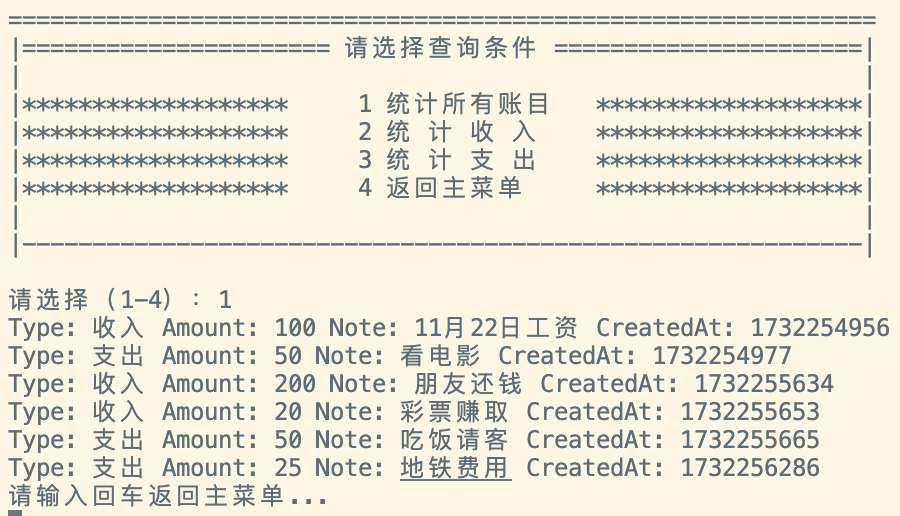 ==============================================================
|====================== 请选择查询条件 ======================|
|                                                            |
|*******************     1 统计所有账目   *******************|
|*******************     2 统 计 收 入    *******************|
|*******************     3 统 计 支 出    *******************|
|*******************     4 返回主菜单     *******************|
|                                                            |
|------------------------------------------------------------|
请选择（1-4）：1
Type: 收入 Amount: 100 Note: 11月22日工资 CreatedAt: 1732254956
Type: 支出 Amount: 50 Note: 看电影 CreatedAt: 1732254977
Type: 收入 Amount: 200 Note: 朋友还钱 CreatedAt: 1732255634
Type: 收入 Amount: 20 Note: 彩票赚取 CreatedAt: 1732255653
Type: 支出 Amount: 50 Note: 吃饭请客 CreatedAt: 1732255665
Type: 支出 Amount: 25 Note: 地铁费用 CreatedAt: 1732256286
请输入回车返回主菜单...